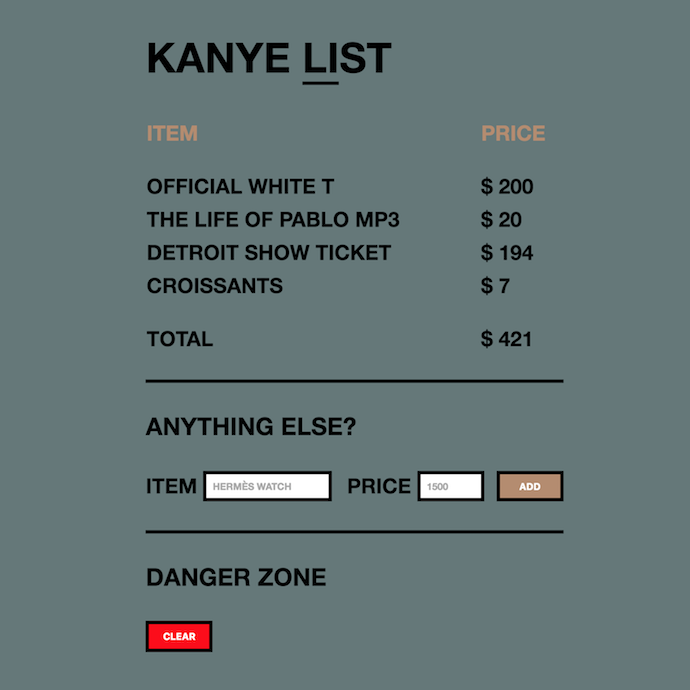 KANYE LIST
ITEM PRICE
OFFICIAL WHITE T $ 200
THE LIFE OF PABLO MP3 $ 20
DETROIT SHOW TICKET $ 194
CROISSANTS $ 7
TOTAL $ 421
ANYTHING ELSE?
ITEM HERMÈS WATCH PRICE 1500 ADD
DANGER ZONE
CLEAR